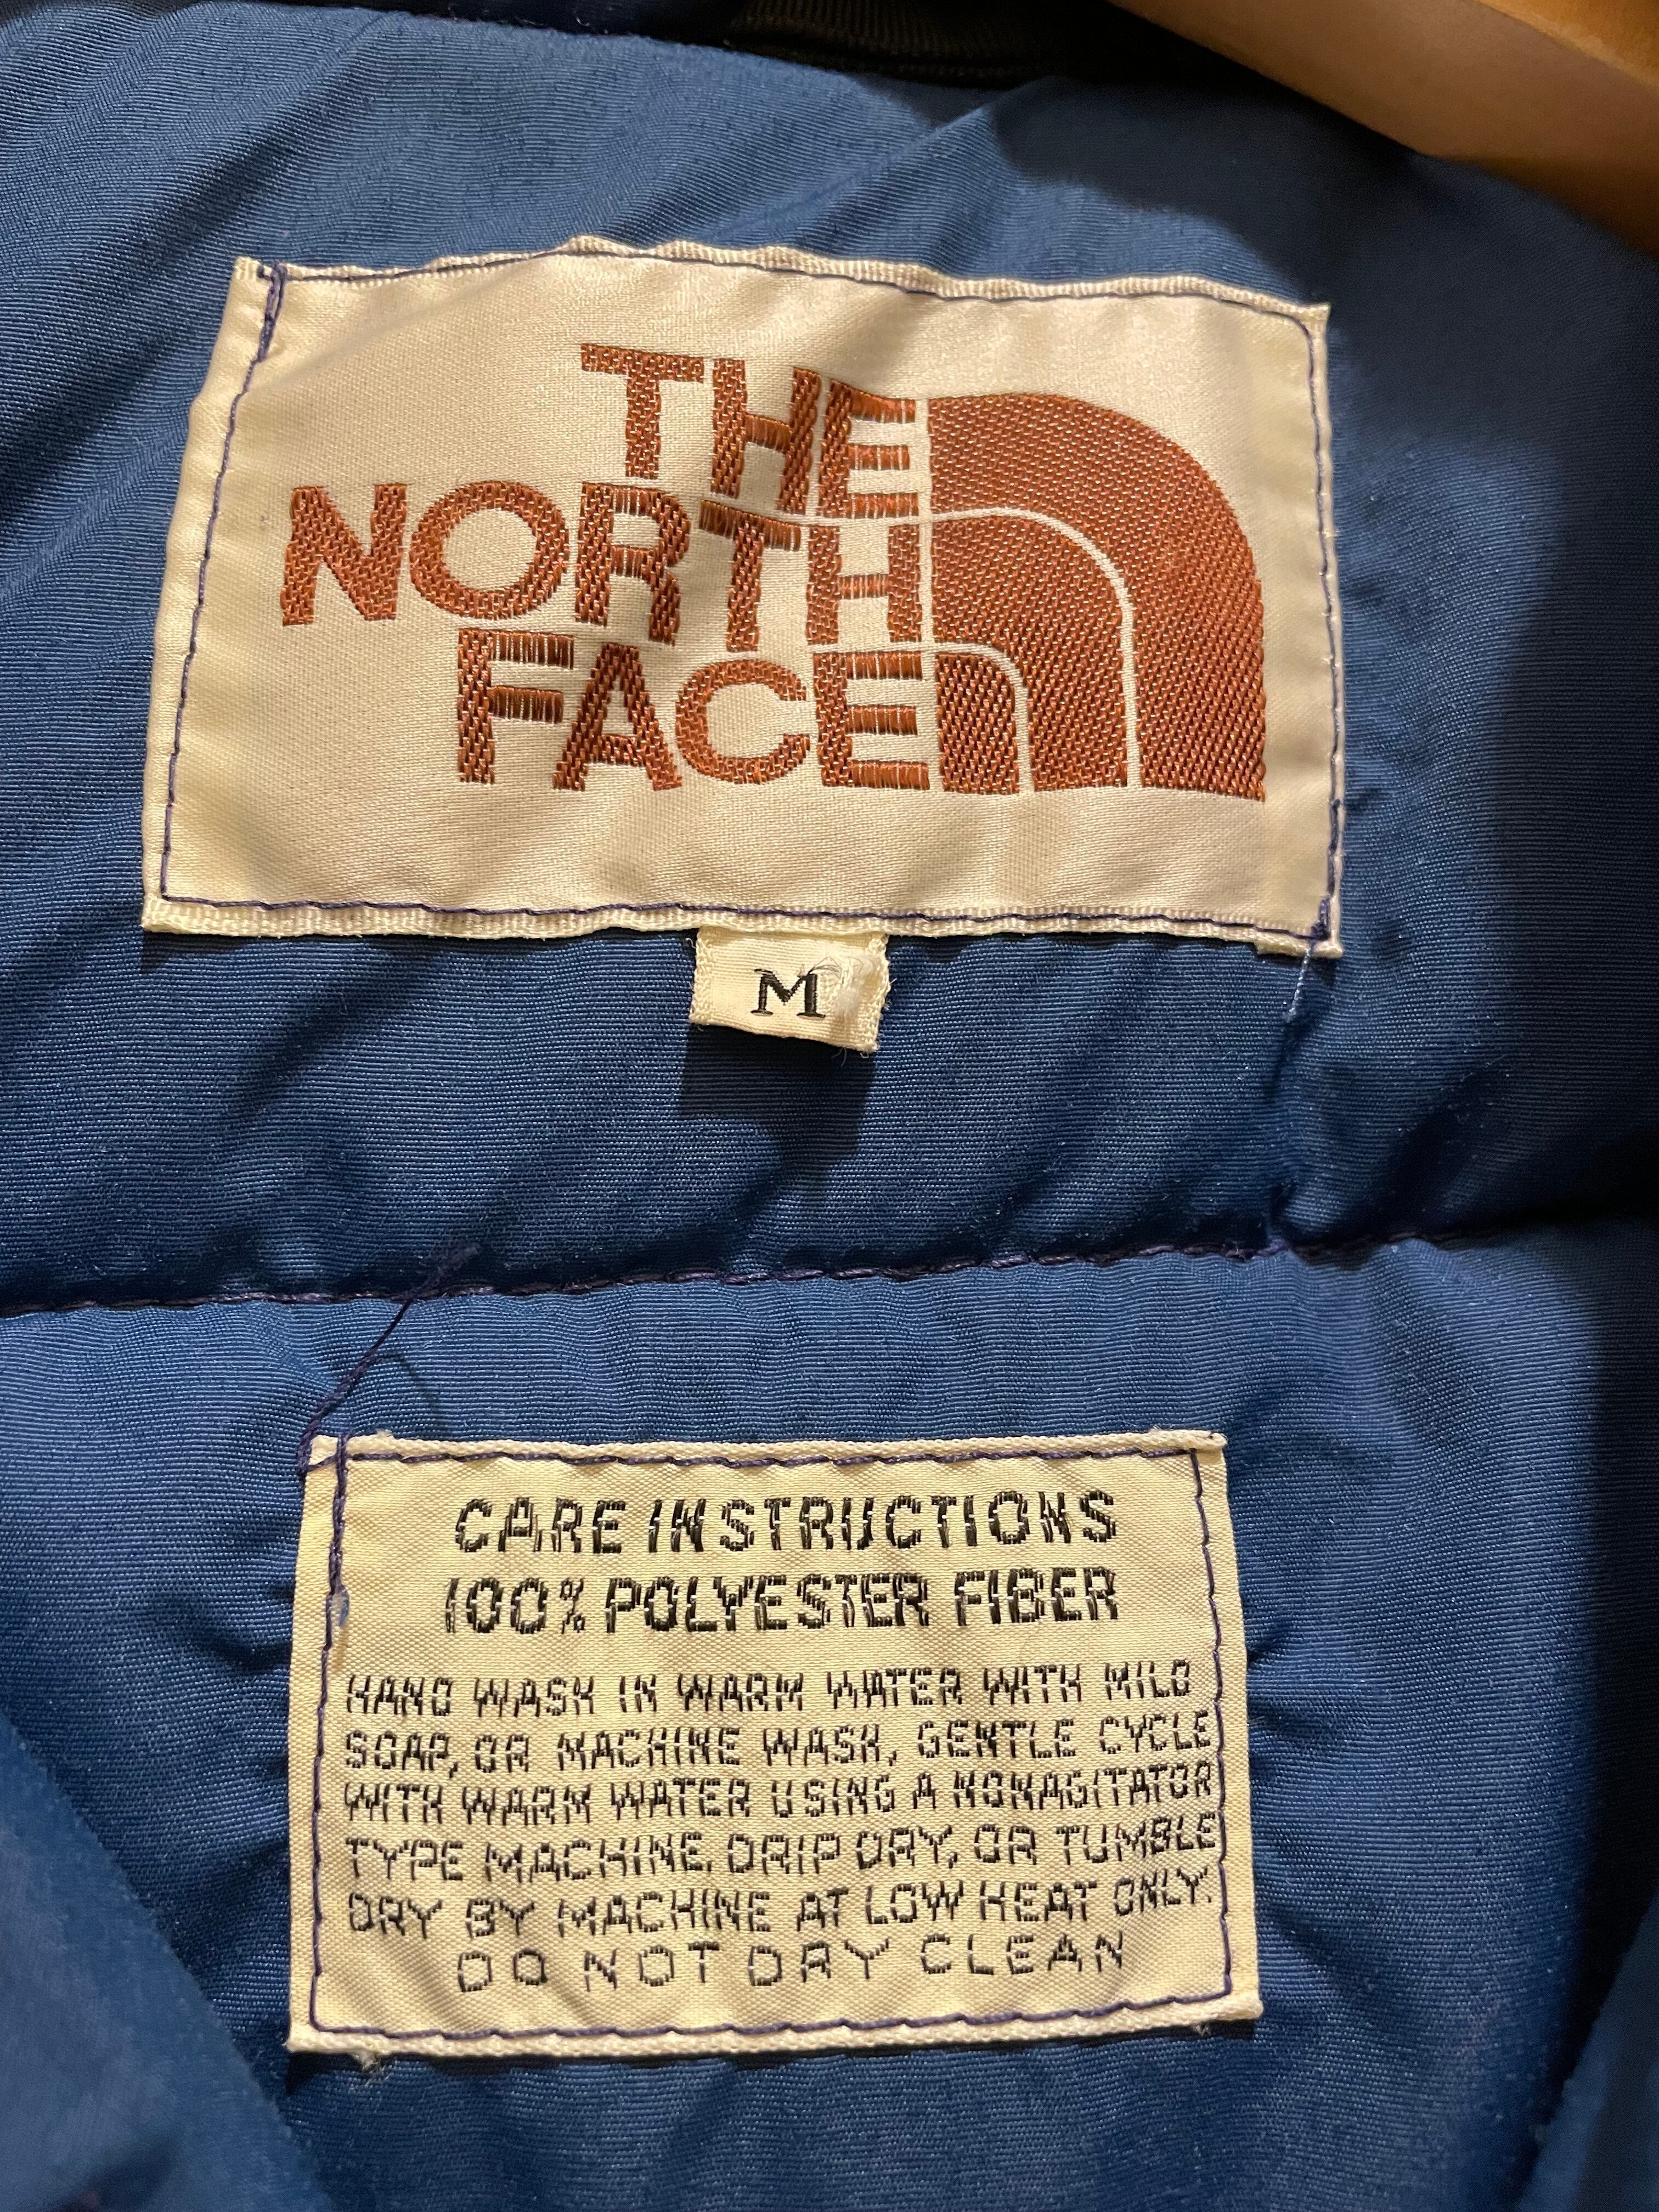 THE
NORTH
FACE
M
CARE INSTRUCTIONS
100% POLYESTER FIBER
HAND WASH IN WARM WATER WITH MILD
SOAP, OR MACHINE WASH, GENTLE CYCLE
WITH WARM WATER USING A NONAGITATOR
TYPE MACHINE. DRIP DRY, OR TUMBLE
DRY BY MACHINE AT LOW HEAT ONLY.
DO NOT DRY CLEAN